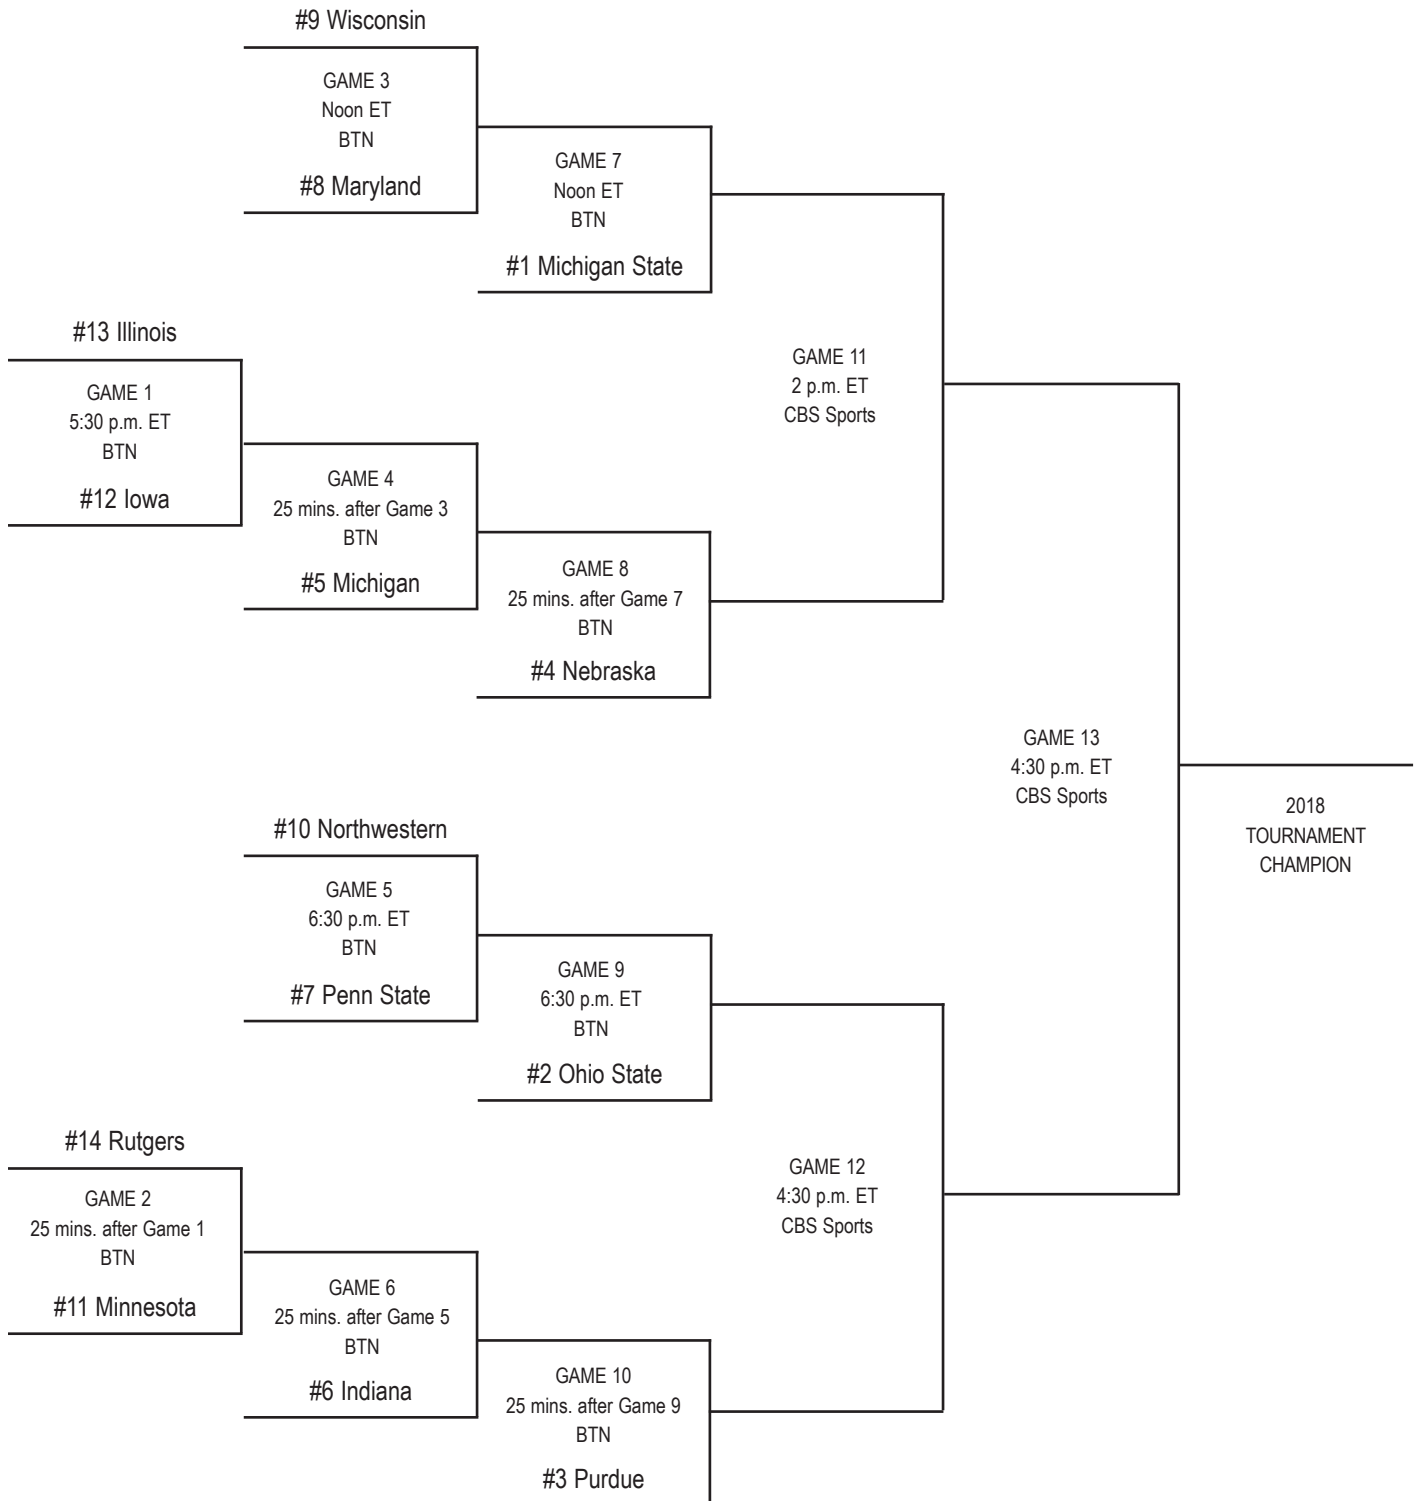 #9 Wisconsin
GAME 3
Noon ET
BTN
#8 Maryland
GAME 7
Noon ET
BTN
#1 Michigan State
#13 Illinois
GAME 1
5:30 p.m. ET
BTN
#12 Iowa
GAME 4
25 mins. after Game 3
BTN
#5 Michigan
GAME 8
25 mins. after Game 7
BTN
#4 Nebraska
GAME 11
2 p.m. ET
CBS Sports
GAME 13
4:30 p.m. ET
CBS Sports
2018
TOURNAMENT
CHAMPION
#10 Northwestern
GAME 5
6:30 p.m. ET
BTN
#7 Penn State
GAME 9
6:30 p.m. ET
BTN
#2 Ohio State
#14 Rutgers
GAME 2
25 mins. after Game 1
BTN
#11 Minnesota
GAME 6
25 mins. after Game 5
BTN
#6 Indiana
GAME 10
25 mins. after Game 9
BTN
#3 Purdue
GAME 12
4:30 p.m. ET
CBS Sports